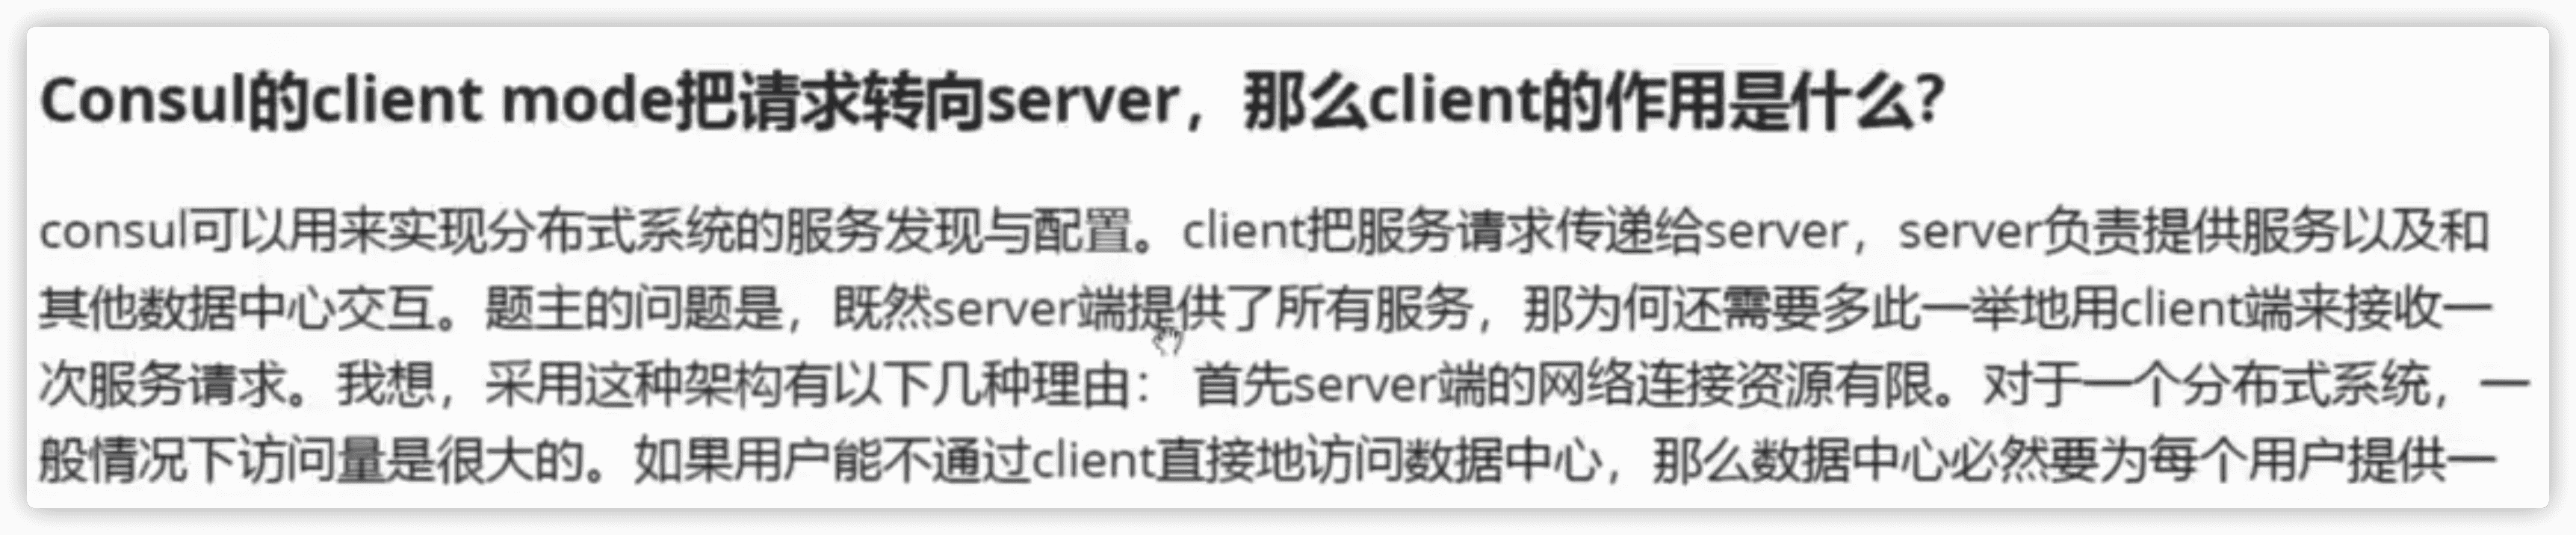 Consul的client mode把请求转向server，那么client的作用是什么？
consul可以用来实现分布式系统的服务发现与配置。client把服务请求传递给server，server负责提供服务以及和
其他数据中心交互。题主的问题是，既然server端提供了所有服务，那为何还需要多此一举地用client端来接收一
次服务请求。我想，采用这种架构有以下几种理由： 首先server端的网络连接资源有限。对于一个分布式系统，一
般情况下访问量是很大的。如果用户能不通过client直接地访问数据中心，那么数据中心必然要为每个用户提供一